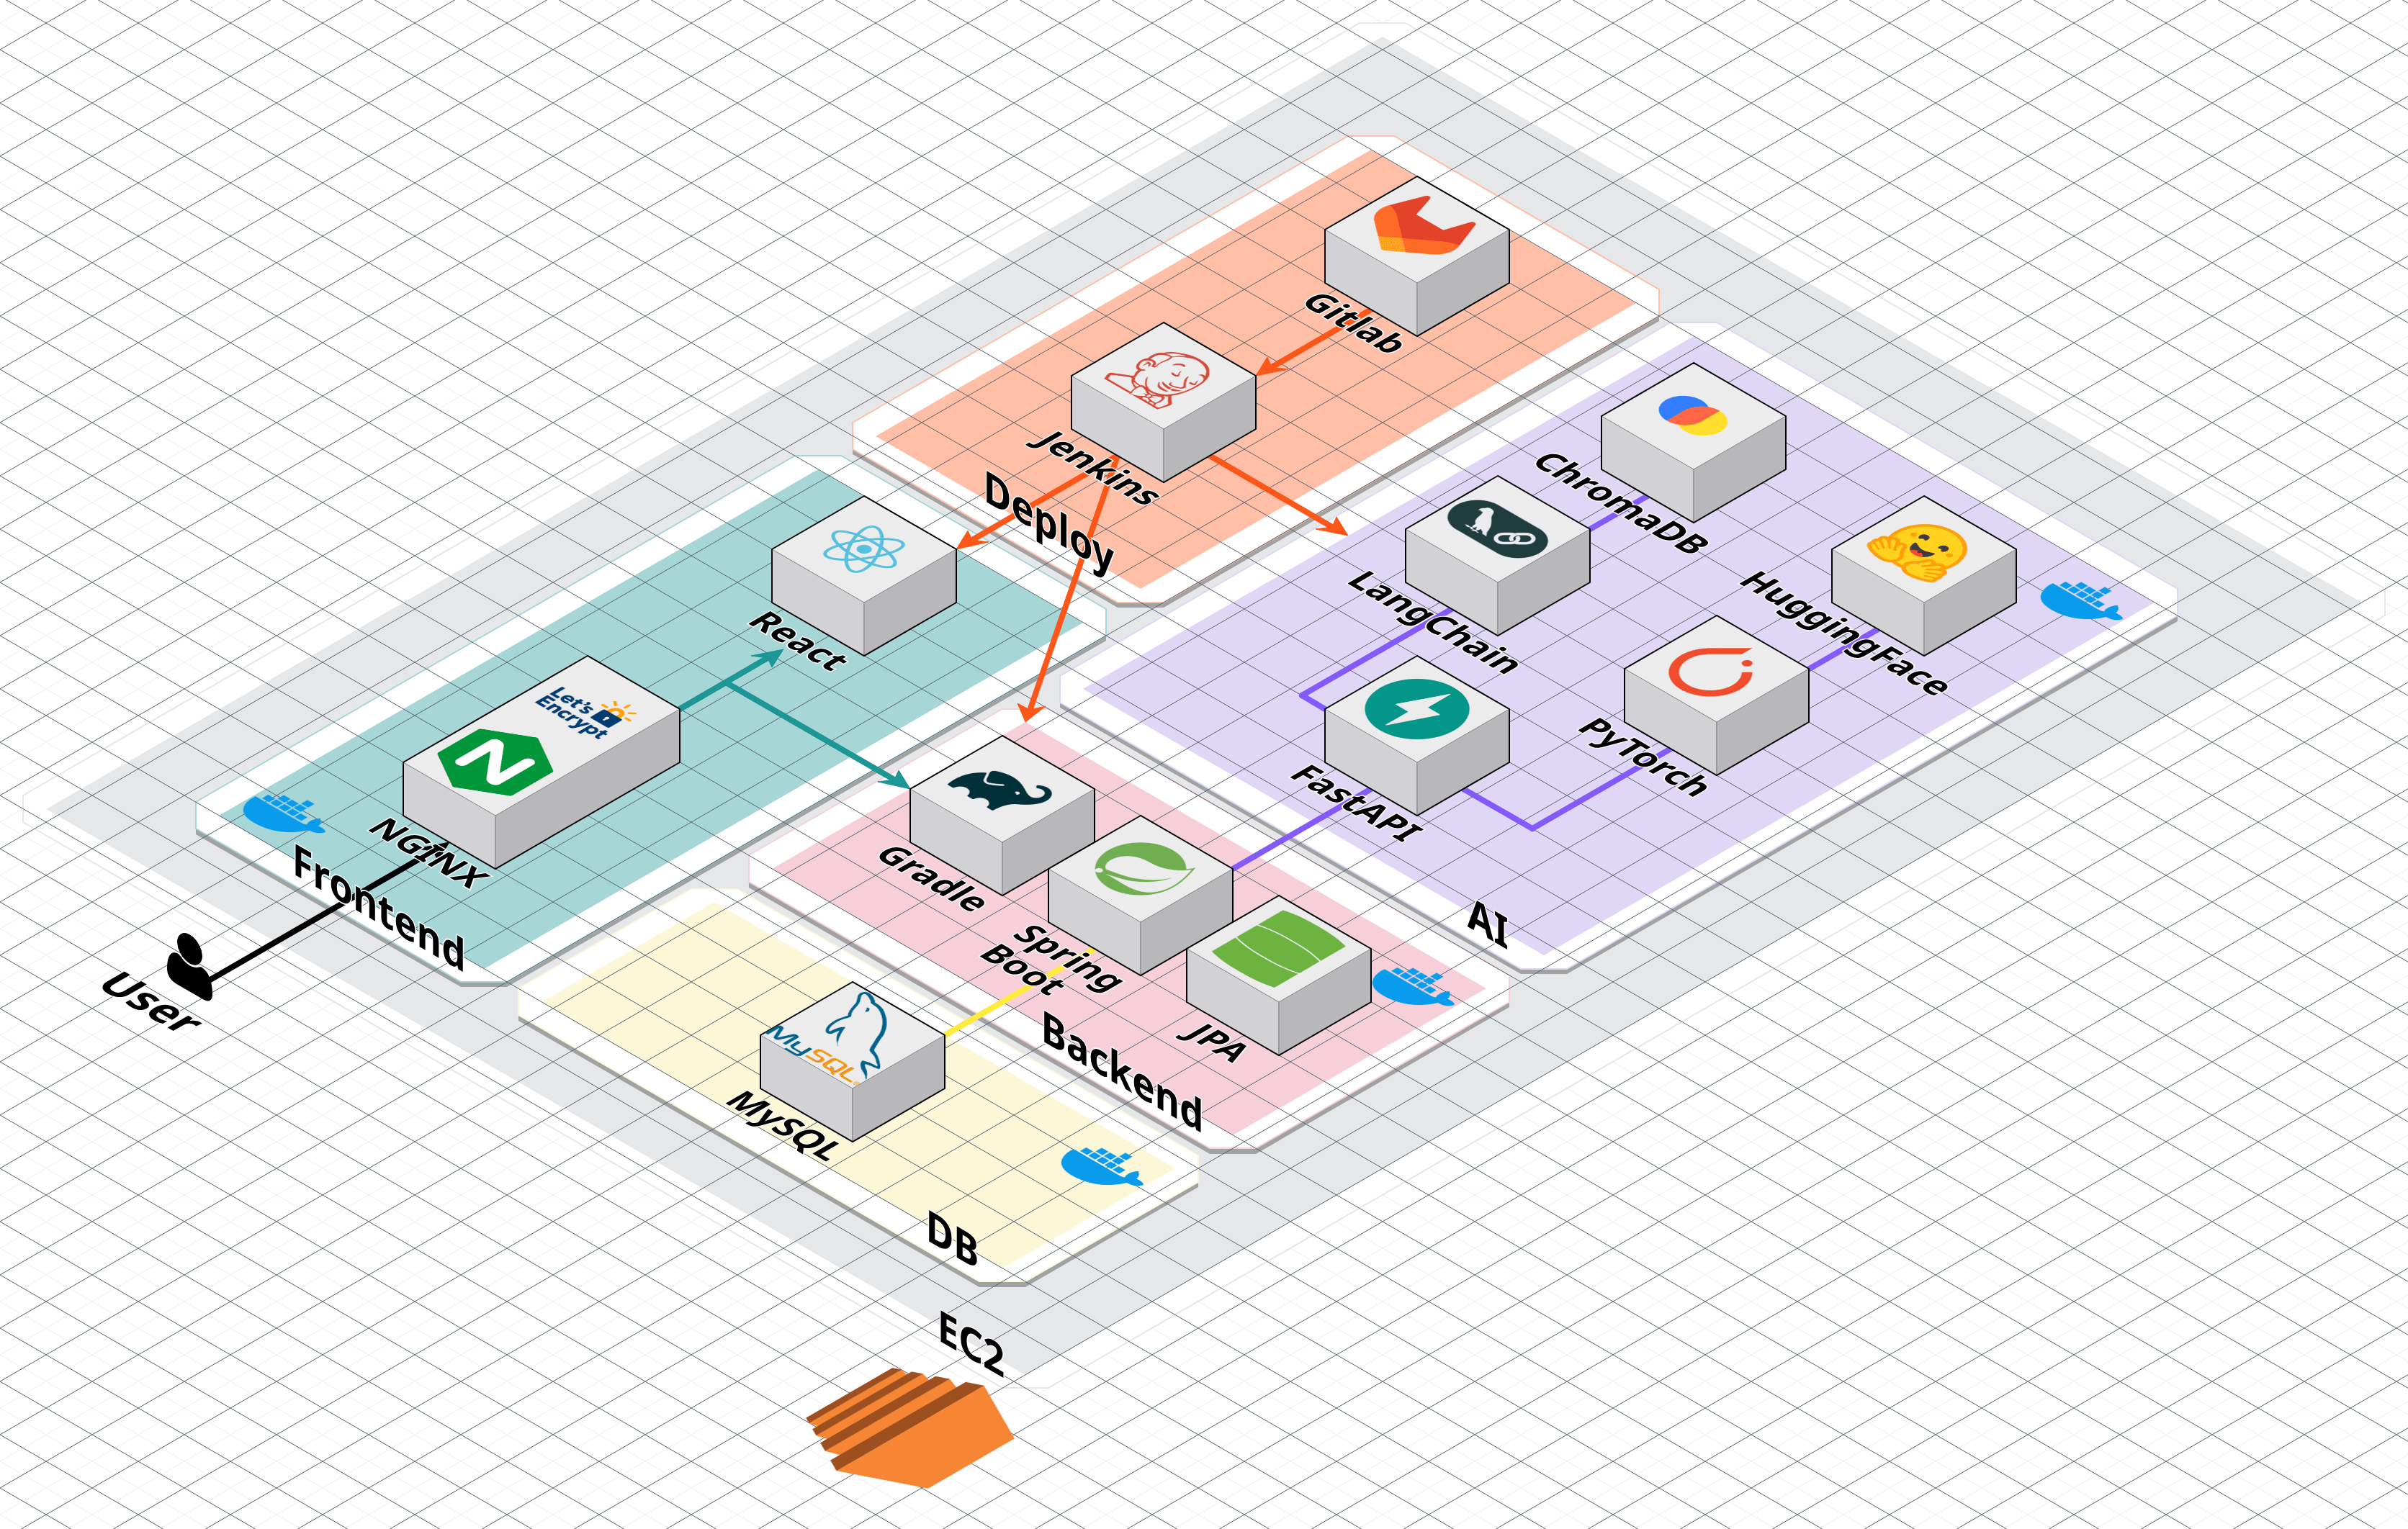 Gitlab
Jenkins
Deploy
ChromaDB
LangChain
HuggingFace
React
PyTorch
Let's
Encrypt
NGINX
FastAPI
Gradle
Frontend
AI
Spring
Boot
User
JPA
MySQL
MySQL
Backend
DB
EC2